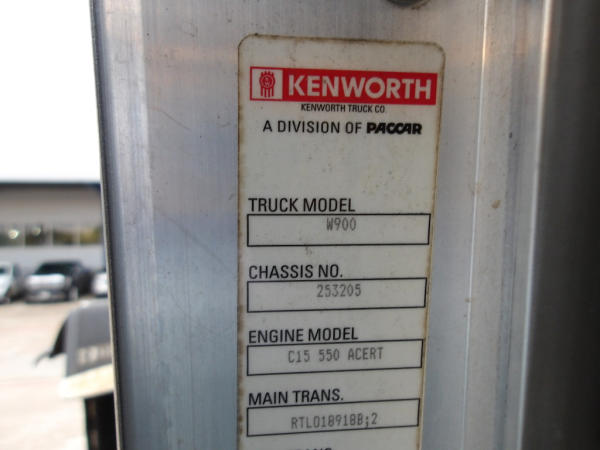 KENWORTH
KENWORTH TRUCK CO.
A DIVISION OF PACCAR
TRUCK MODEL
W900
CHASSIS NO.
253205
ENGINE MODEL
C15 550 ACERT
MAIN TRANS.
RTLO18918B;2